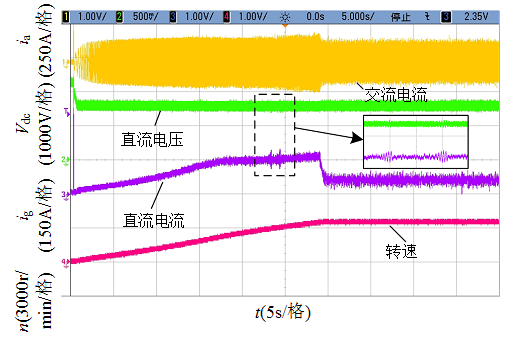 1 1.00V/ 2 500mV/ 3 1.00V/ 4 1.00V/ 0.0s 5.000s/ 停止 3 2.35V
ia (250A/格)
Vdc (1000V/格)
ig (150A/格)
n(3000r/min/格)
交流电流
直流电压
直流电流
转速
t(5s/格)